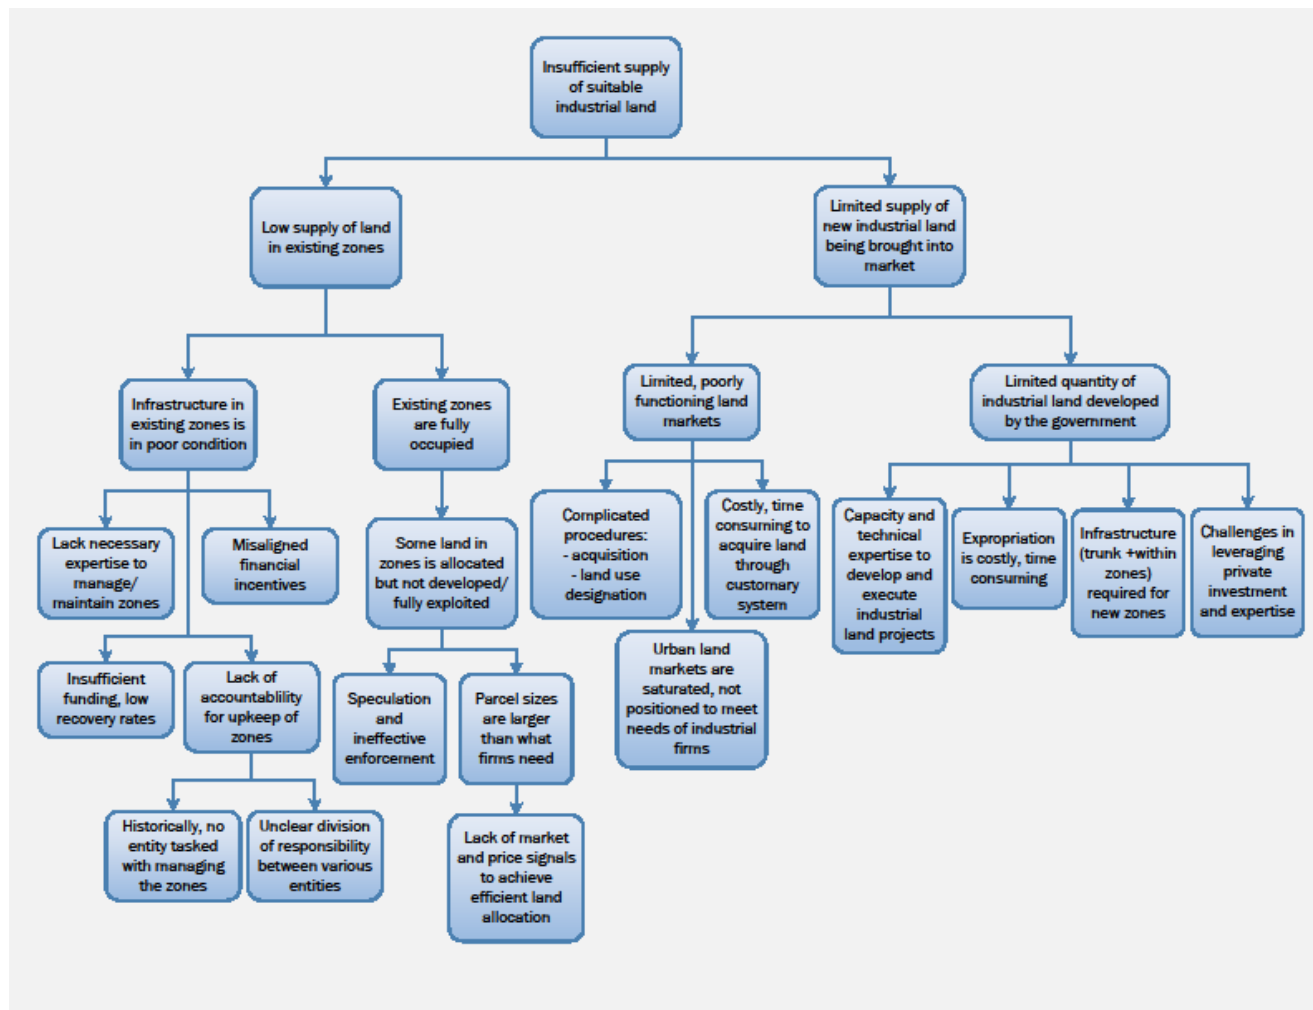 Insufficient supply
of suitable
industrial land
Low supply of land
in existing zones
Limited supply of
new industrial land
being brought into
market
Infrastructure in
existing zones is
in poor condition
Existing zones
are fully
occupied
Limited, poorly
functioning land
markets
Limited quantity of
industrial land developed
by the government
Lack necessary
expertise to
manage/
maintain zones
Misaligned
financial
incentives
Some land in
zones is allocated
but not developed/
fully exploited
Complicated
procedures:
- acquisition
- land use
designation
Costly, time
consuming to
acquire land
through
customary
system
Capacity and
technical
expertise to
develop and
execute
industrial
land projects
Expropriation
is costly, time
consuming
Infrastructure
(trunk +within
zones)
required for
new zones
Challenges in
leveraging
private
investment
and expertise
Insufficient
funding, low
recovery rates
Lack of
accountablility
for upkeep of
zones
Speculation
and
ineffective
enforcement
Parcel sizes
are larger
than what
firms need
Urban land
markets are
saturated, not
positioned to meet
needs of industrial
firms
Historically, no
entity tasked
with managing
the zones
Unclear division
of responsibility
between various
entities
Lack of market
and price signals
to achieve
efficient land
allocation